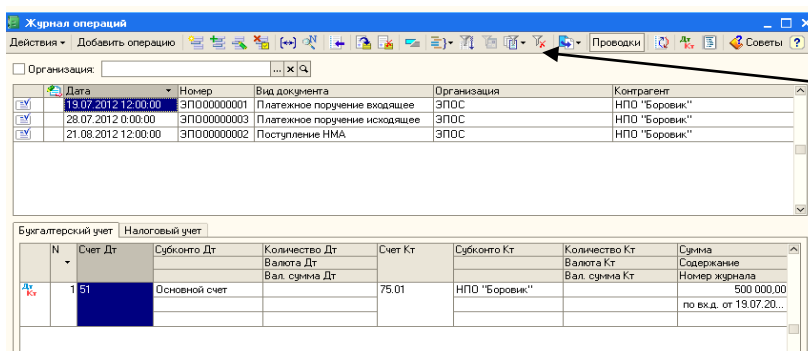 Журнал операций
Действия Добавить операцию Проводки Советы ?
Организация: ... x
Дата Номер Вид документа Организация Контрагент
19.07.2012 12:00:00 ЭПО00000001 Платежное поручение входящее ЭПОС НПО "Боровик"
28.07.2012 0:00:00 ЭПО00000003 Платежное поручение исходящее ЭПОС НПО "Боровик"
21.08.2012 12:00:00 ЭПО00000002 Поступление НМА ЭПОС НПО "Боровик"
Бухгалтерский учет Налоговый учет
N Счет Дт Субконто Дт Количество Дт Счет Кт Субконто Кт Количество Кт Сумма
Валюта Дт Валюта Кт Содержание
Вал. сумма Дт Вал. сумма Кт Номер журнала
Дт Кт 1 51 Основной счет 75.01 НПО "Боровик" 500 000,00
по вх.д. от 19.07.20...